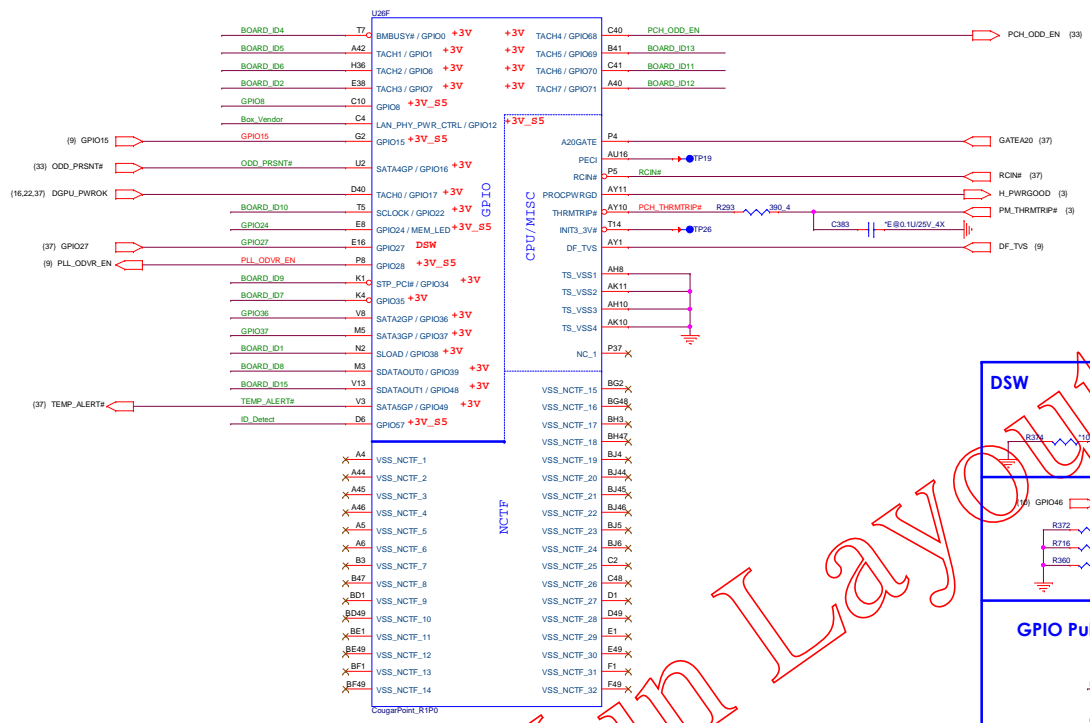 U26F
BOARD_ID4 T7 BMBUSY# / GPIO0 +3V
BOARD_ID5 A42 TACH1 / GPIO1 +3V
BOARD_ID6 H36 TACH2 / GPIO6 +3V
BOARD_ID2 E38 TACH3 / GPIO7 +3V
GPIO8 C10 GPIO8 +3V_S5
Box_Vendor C4 LAN_PHY_PWR_CTRL / GPIO12 +3V_S5
(9) GPIO15 GPIO15 G2 GPIO15 +3V_S5
(33) ODD_PRSNT# ODD_PRSNT# U2 SATA4GP / GPIO16 +3V
(16,22,37) DGPU_PWROK D40 TACH0 / GPIO17 +3V
BOARD_ID10 T5 SCLOCK / GPIO22 +3V
GPIO24 E8 GPIO24 / MEM_LED +3V_S5
(37) GPIO27 GPIO27 E16 GPIO27 DSW
(9) PLL_ODVR_EN PLL_ODVR_EN P8 GPIO28 +3V_S5
BOARD_ID9 K1 STP_PCI# / GPIO34 +3V
BOARD_ID7 K4 GPIO35 +3V
GPIO36 V8 SATA2GP / GPIO36 +3V
GPIO37 M5 SATA3GP / GPIO37 +3V
BOARD_ID1 N2 SLOAD / GPIO38 +3V
BOARD_ID8 M3 SDATAOUT0 / GPIO39 +3V
BOARD_ID15 V13 SDATAOUT1 / GPIO48 +3V
(37) TEMP_ALERT# TEMP_ALERT# V3 SATA5GP / GPIO49 +3V
ID_Detect D6 GPIO57 +3V_S5
GPIO
A4 VSS_NCTF_1
A44 VSS_NCTF_2
A45 VSS_NCTF_3
A46 VSS_NCTF_4
A5 VSS_NCTF_5
A6 VSS_NCTF_6
B3 VSS_NCTF_7
B47 VSS_NCTF_8
BD1 VSS_NCTF_9
BD49 VSS_NCTF_10
BE1 VSS_NCTF_11
BE49 VSS_NCTF_12
BF1 VSS_NCTF_13
BF49 VSS_NCTF_14
NCTF
CougarPoint_R1P0
+3V TACH4 / GPIO68 C40 PCH_ODD_EN PCH_ODD_EN (33)
+3V TACH5 / GPIO69 B41 BOARD_ID13
+3V TACH6 / GPIO70 C41 BOARD_ID11
+3V TACH7 / GPIO71 A40 BOARD_ID12
CPU/MISC
A20GATE P4 GATEA20 (37)
PECI AU16 TP19
RCIN# P5 RCIN# RCIN# (37)
PROCPWRGD AY11 H_PWRGOOD (3)
THRMTRIP# AY10 PCH_THRMTRIP# R293 390_4 PM_THRMTRIP# (3)
C383 *E@0.1U/25V_4X
INIT3_3V# T14 TP26
DF_TVS AY1 DF_TVS (9)
TS_VSS1 AH8
TS_VSS2 AK11
TS_VSS3 AH10
TS_VSS4 AK10
NC_1 P37
VSS_NCTF_15 BG2
VSS_NCTF_16 BG48
VSS_NCTF_17 BH3
VSS_NCTF_18 BH47
VSS_NCTF_19 BJ4
VSS_NCTF_20 BJ44
VSS_NCTF_21 BJ45
VSS_NCTF_22 BJ46
VSS_NCTF_23 BJ5
VSS_NCTF_24 BJ6
VSS_NCTF_25 C2
VSS_NCTF_26 C48
VSS_NCTF_27 D1
VSS_NCTF_28 D49
VSS_NCTF_29 E1
VSS_NCTF_30 E49
VSS_NCTF_31 F1
VSS_NCTF_32 F49
DSW
R374 *10
GPIO46
R372
R716
R360
GPIO Pu
Layou